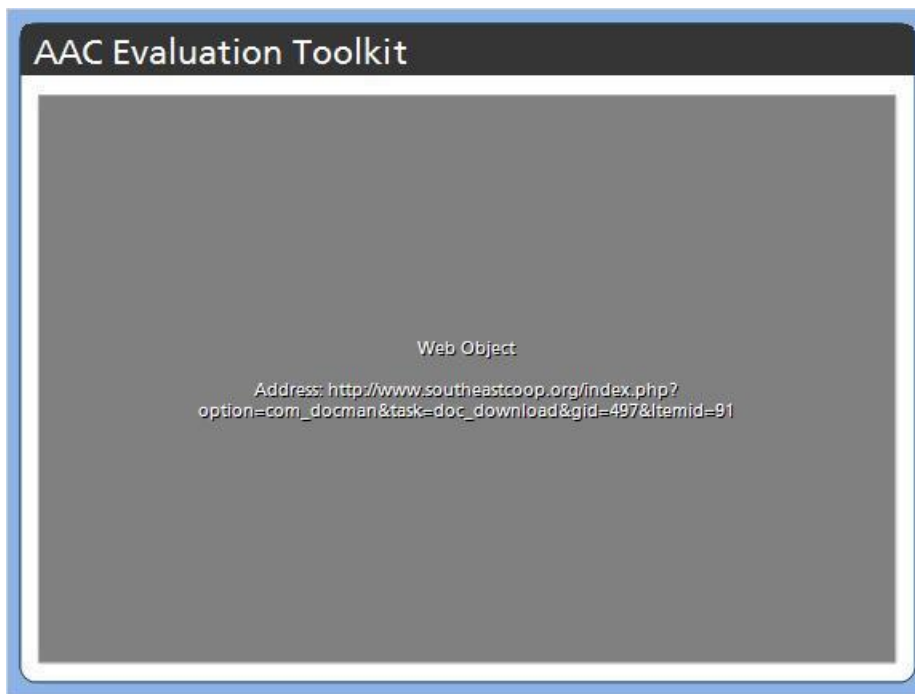 AAC Evaluation Toolkit
Web Object
Address: http://www.southeastcoop.org/index.php?
option=com_docman&task=doc_download&gid=497&Itemid=91